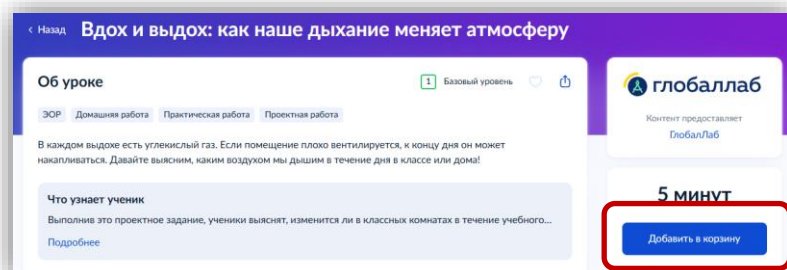 ‹ Назад Вдох и выдох: как наше дыхание меняет атмосферу
Об уроке
1 Базовый уровень
ЭОР Домашняя работа Практическая работа Проектная работа
В каждом выдохе есть углекислый газ. Если помещение плохо вентилируется, к концу дня он может
накапливаться. Давайте выясним, каким воздухом мы дышим в течение дня в классе или дома!
Что узнает ученик
Выполнив это проектное задание, ученики выяснят, изменится ли в классных комнатах в течение учебного...
Подробнее
глобаллаб
Контент предоставляет
ГлобалЛаб
5 минут
Добавить в корзину